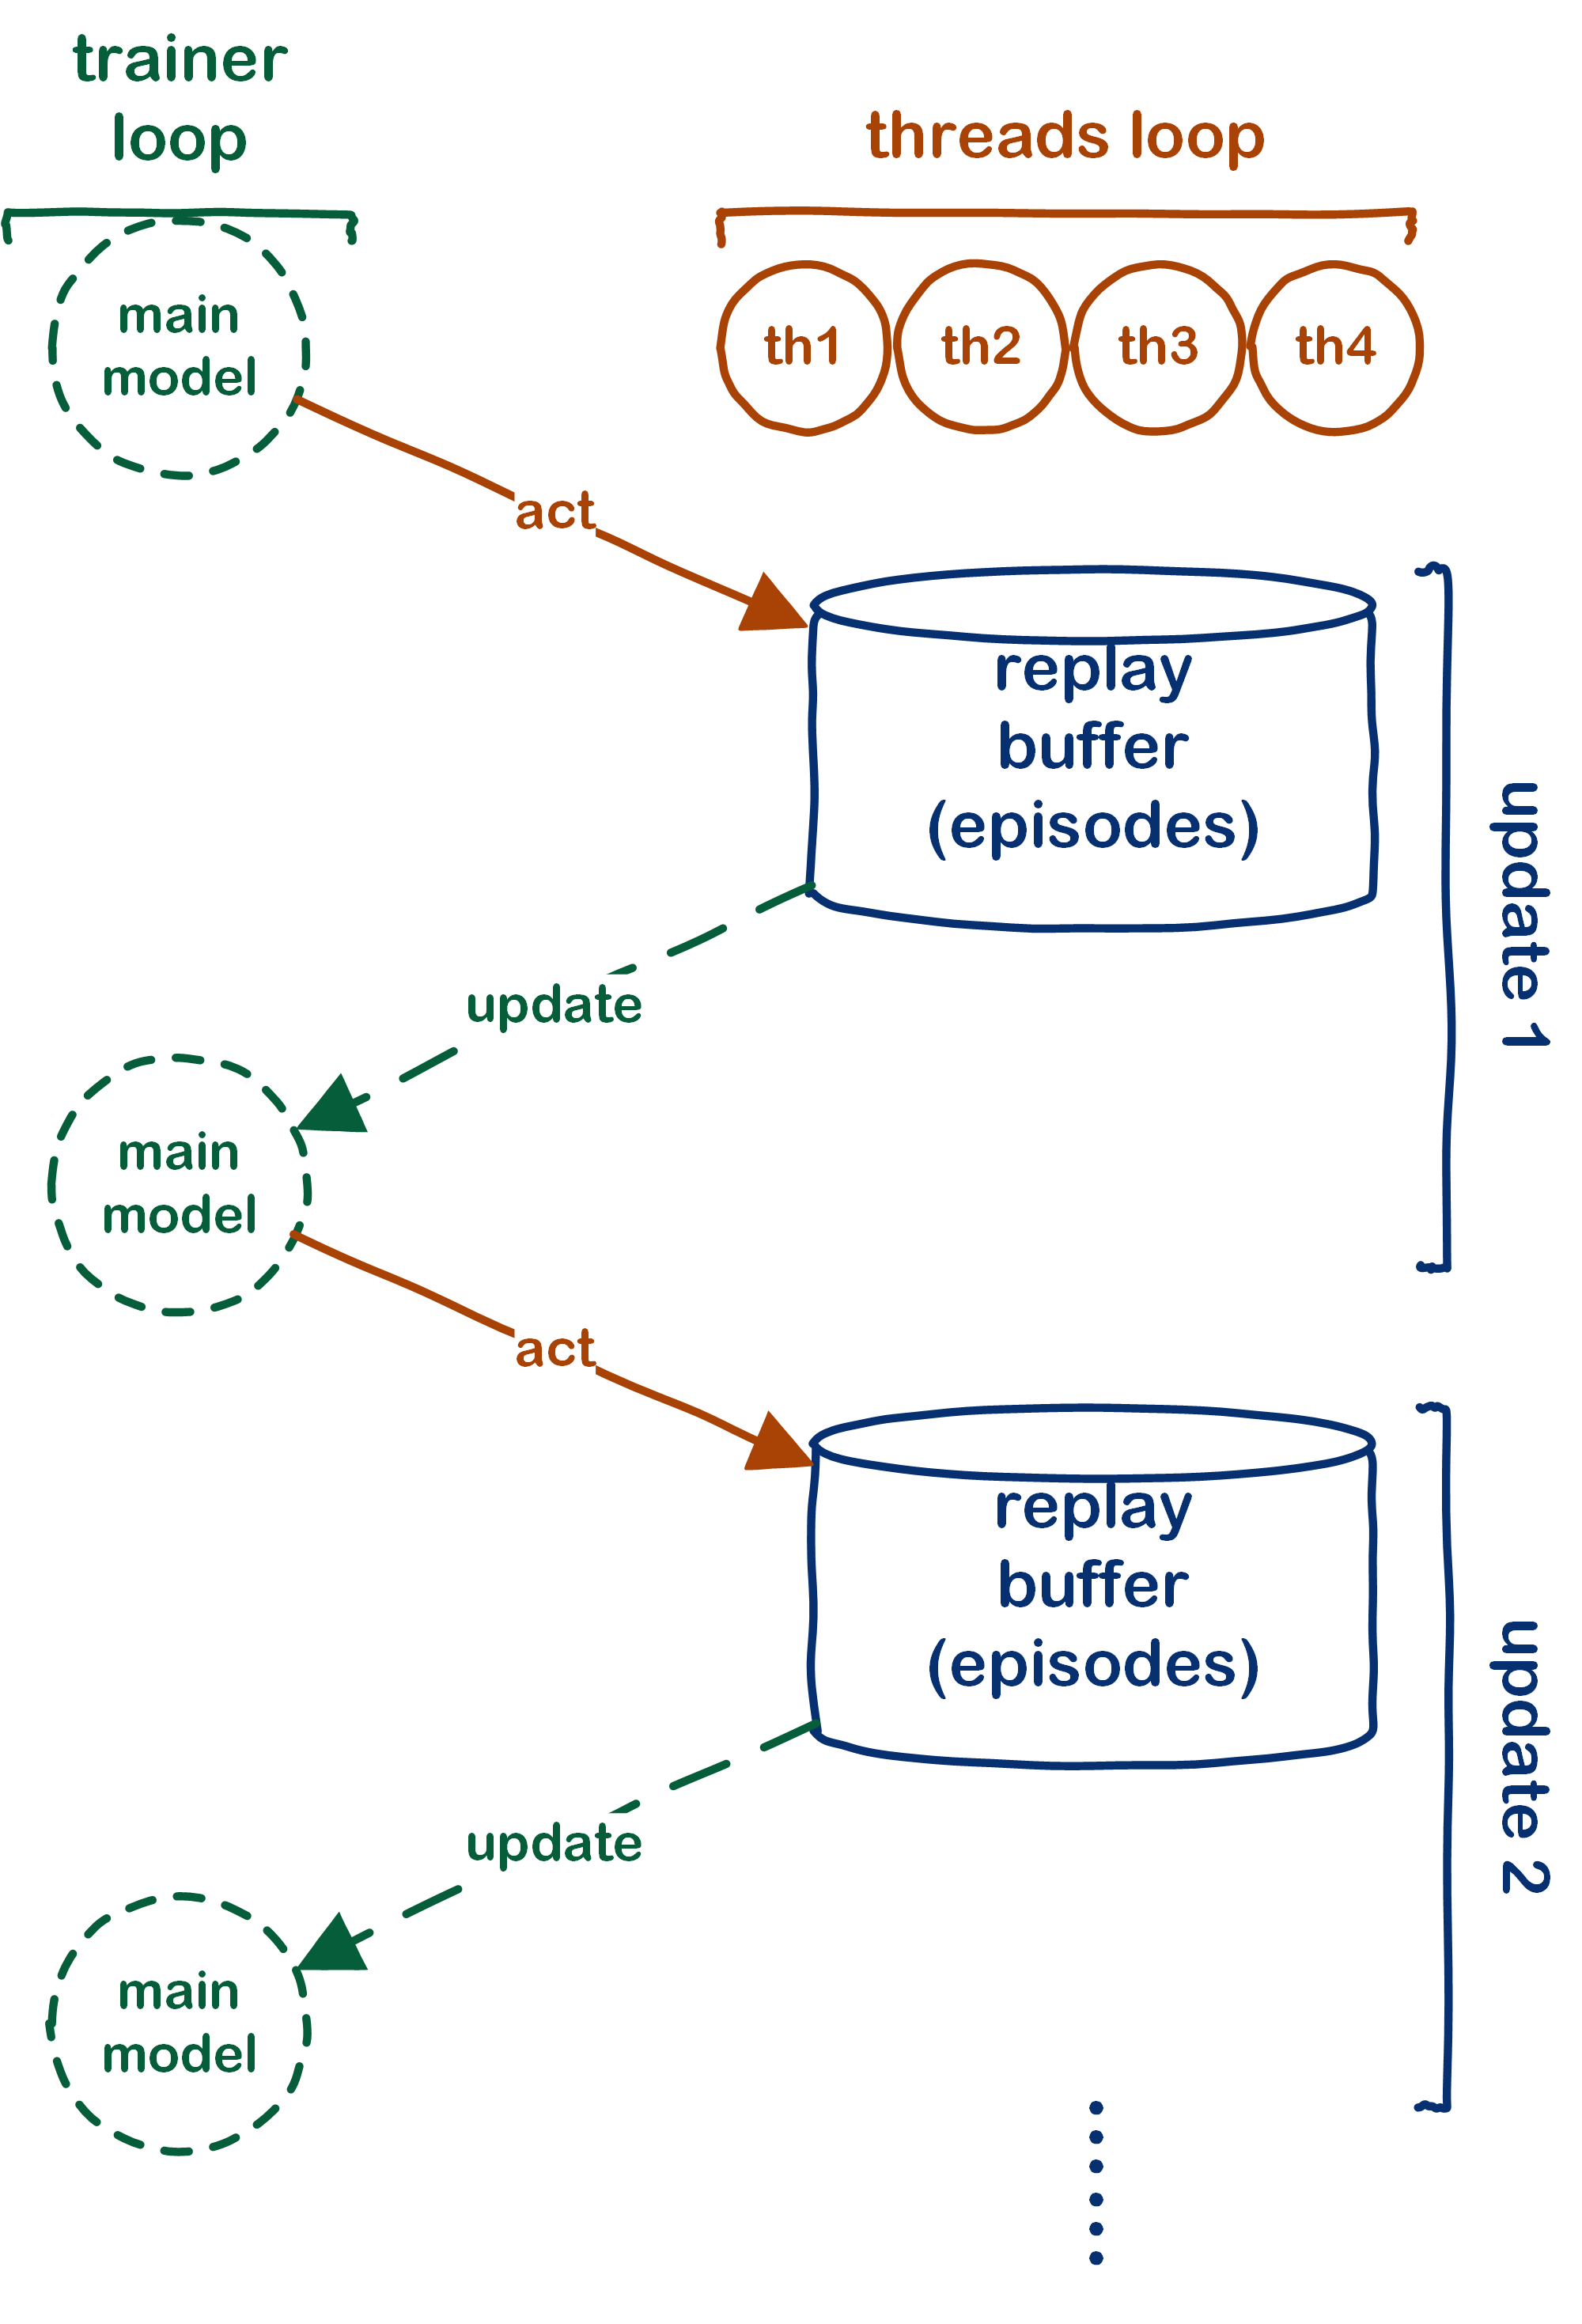 trainer
loop
threads loop
main
model
th1
th2
th3
th4
act
replay
buffer
(episodes)
update 1
update
main
model
act
replay
buffer
(episodes)
update 2
update
main
model